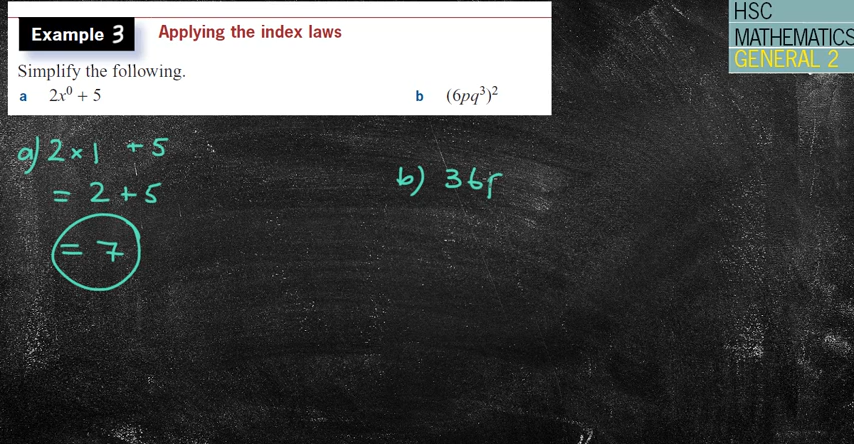 HSC
MATHEMATICS
GENERAL 2
Example 3 Applying the index laws
Simplify the following.
a 2x⁰ + 5 b (6pq³)²
a) 2 × 1 + 5
= 2 + 5
= 7
b) 36